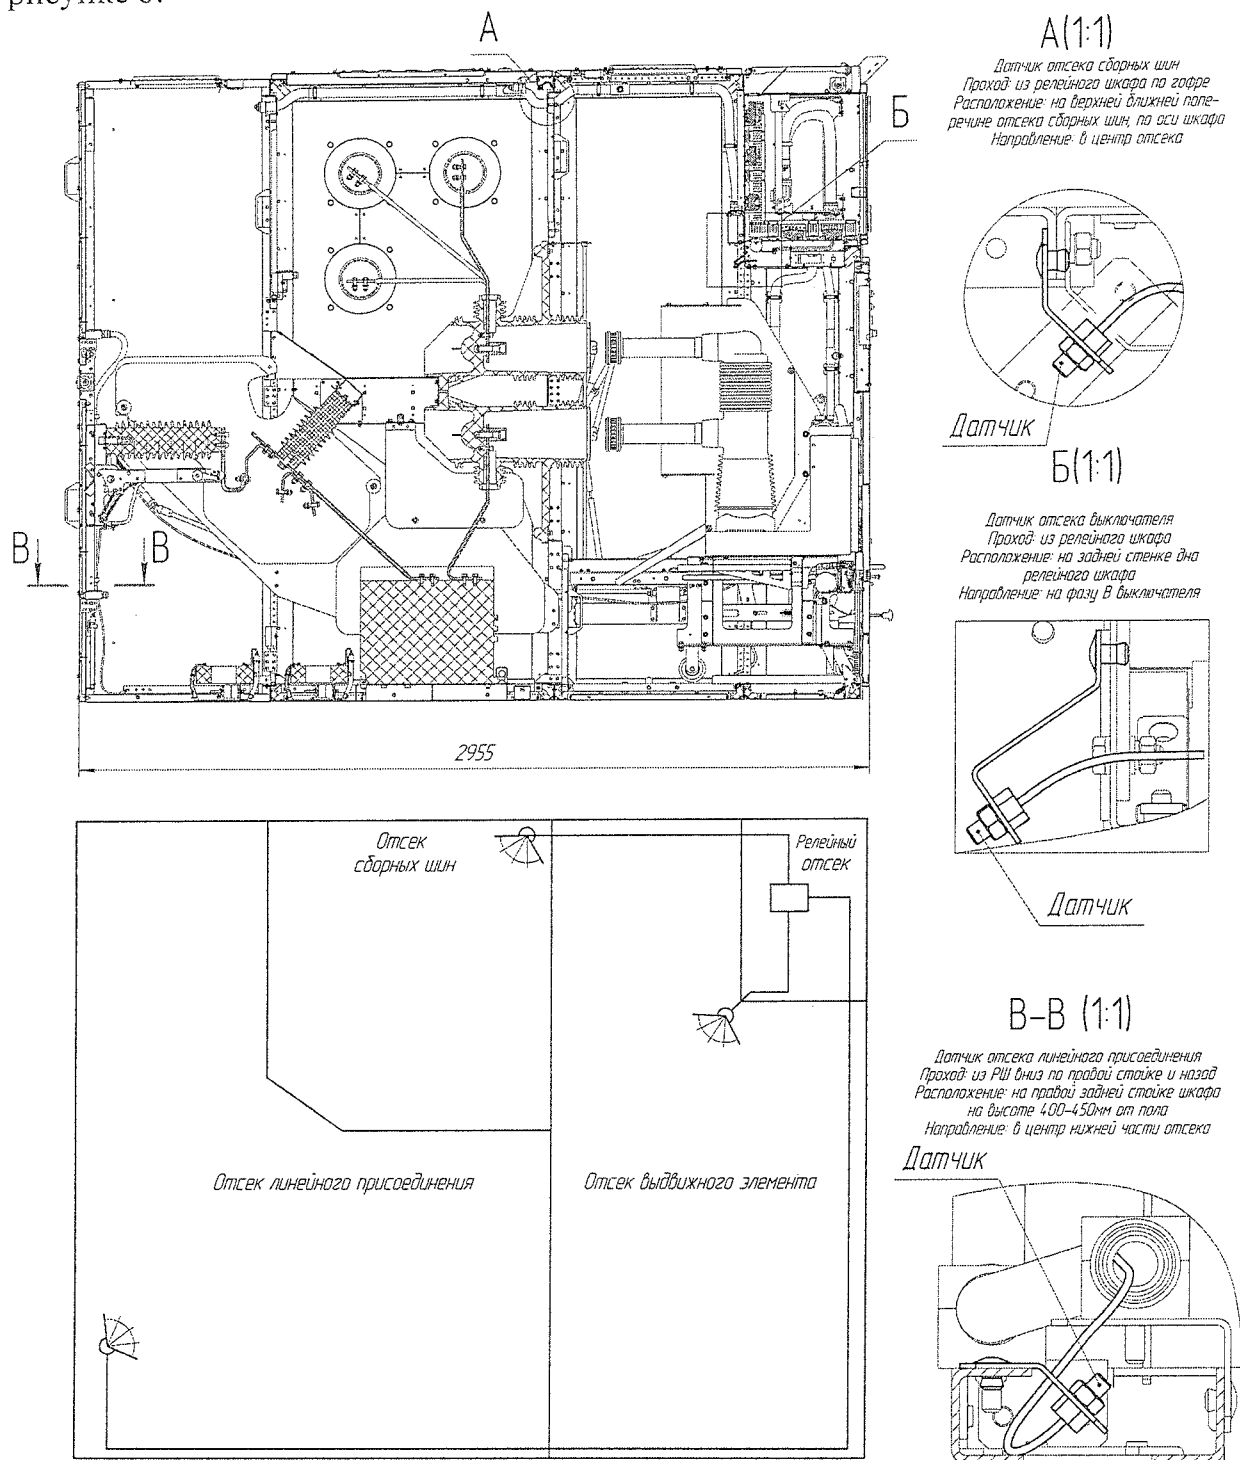 рисунке 8.
А
Б
В
В
2955
А(1:1)
Датчик отсека сборных шин
Проход: из релейного шкафа по гофре
Расположение: на верхней ближней попе-
речине отсека сборных шин, по оси шкафа
Направление: в центр отсека
Датчик
Б(1:1)
Датчик отсека выключателя
Проход: из релейного шкафа
Расположение: на задней стенке дна
релейного шкафа
Направление: на фазу В выключателя
Датчик
Отсек
сборных шин
Релейный
отсек
Отсек линейного присоединения
Отсек выдвижного элемента
В–В (1:1)
Датчик отсека линейного присоединения
Проход: из РШ вниз по правой стойке и назад
Расположение: на правой задней стойке шкафа
на высоте 400–450мм от пола
Направление: в центр нижней части отсека
Датчик